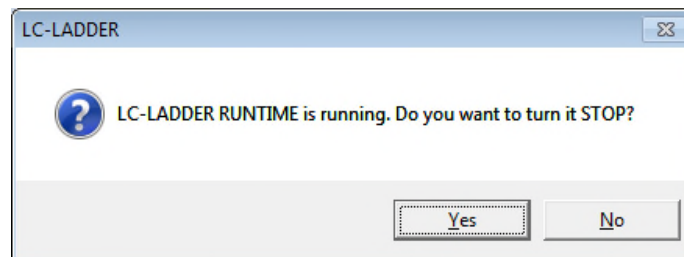 LC-LADDER
LC-LADDER RUNTIME is running. Do you want to turn it STOP?
Yes
No